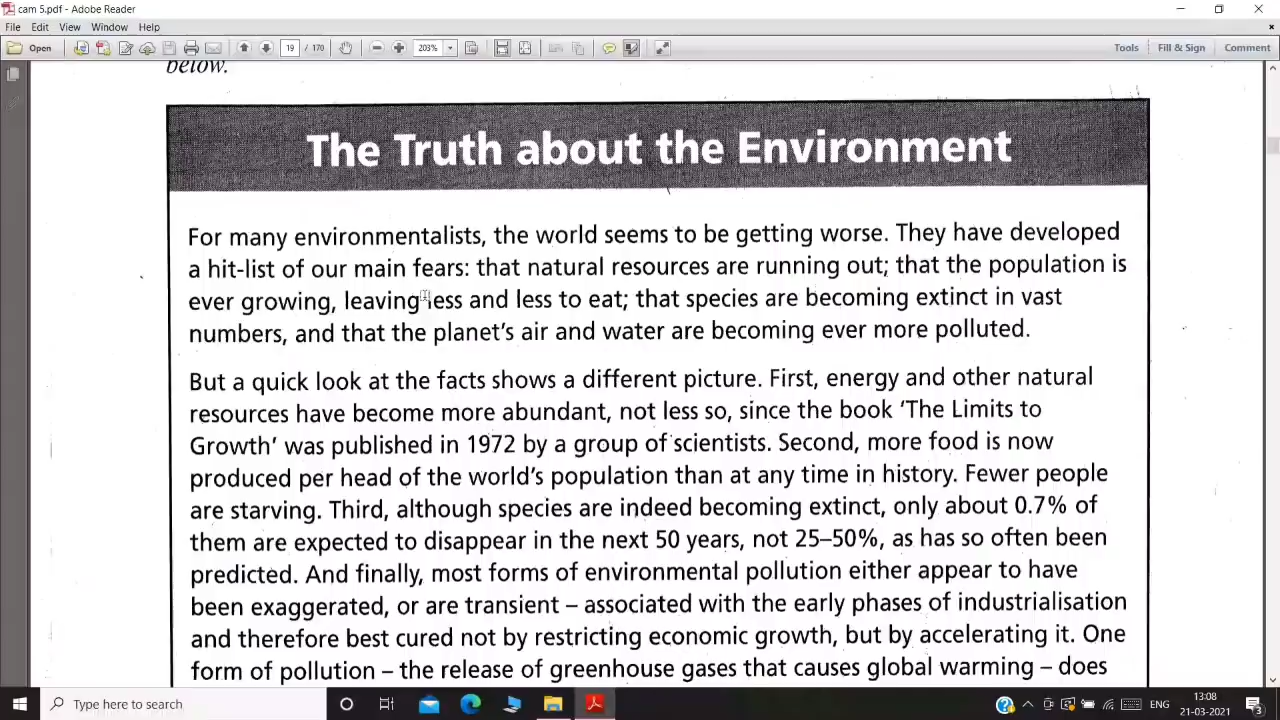 cam 5.pdf - Adobe Reader
File Edit View Window Help
Open 19 / 170 203% Tools Fill & Sign Comment
below.
The Truth about the Environment
For many environmentalists, the world seems to be getting worse. They have developed
a hit-list of our main fears: that natural resources are running out; that the population is
ever growing, leaving less and less to eat; that species are becoming extinct in vast
numbers, and that the planet's air and water are becoming ever more polluted.
But a quick look at the facts shows a different picture. First, energy and other natural
resources have become more abundant, not less so, since the book 'The Limits to
Growth' was published in 1972 by a group of scientists. Second, more food is now
produced per head of the world's population than at any time in history. Fewer people
are starving. Third, although species are indeed becoming extinct, only about 0.7% of
them are expected to disappear in the next 50 years, not 25–50%, as has so often been
predicted. And finally, most forms of environmental pollution either appear to have
been exaggerated, or are transient – associated with the early phases of industrialisation
and therefore best cured not by restricting economic growth, but by accelerating it. One
form of pollution – the release of greenhouse gases that causes global warming – does
Type here to search
ENG
13:08
21-03-2021
3